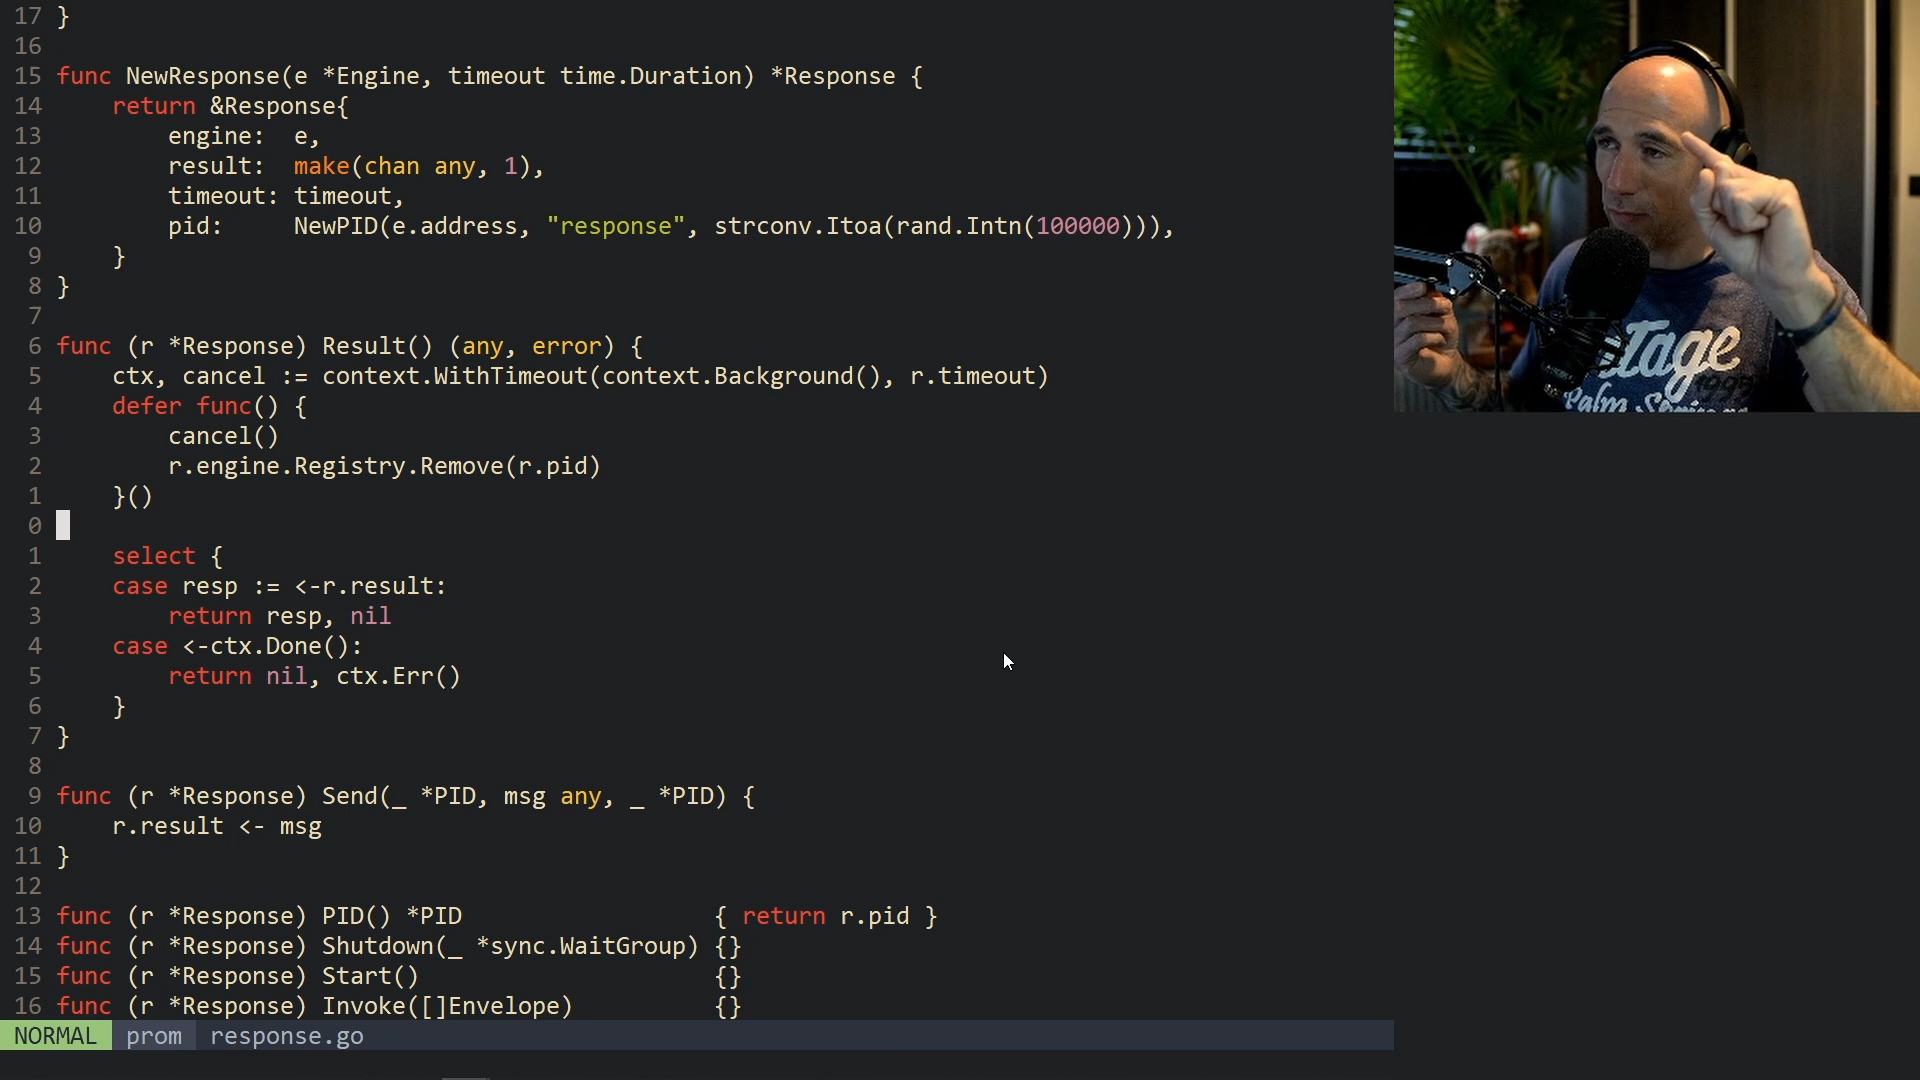 17 }
16
15 func NewResponse(e *Engine, timeout time.Duration) *Response {
14     return &Response{
13         engine:  e,
12         result:  make(chan any, 1),
11         timeout: timeout,
10         pid:     NewPID(e.address, "response", strconv.Itoa(rand.Intn(100000))),
9     }
8 }
7
6 func (r *Response) Result() (any, error) {
5     ctx, cancel := context.WithTimeout(context.Background(), r.timeout)
4     defer func() {
3         cancel()
2         r.engine.Registry.Remove(r.pid)
1     }()
0
1     select {
2     case resp := <-r.result:
3         return resp, nil
4     case <-ctx.Done():
5         return nil, ctx.Err()
6     }
7 }
8
9 func (r *Response) Send(_ *PID, msg any, _ *PID) {
10     r.result <- msg
11 }
12
13 func (r *Response) PID() *PID                  { return r.pid }
14 func (r *Response) Shutdown(_ *sync.WaitGroup) {}
15 func (r *Response) Start()                     {}
16 func (r *Response) Invoke([]Envelope)          {}
NORMAL prom response.go
Palm